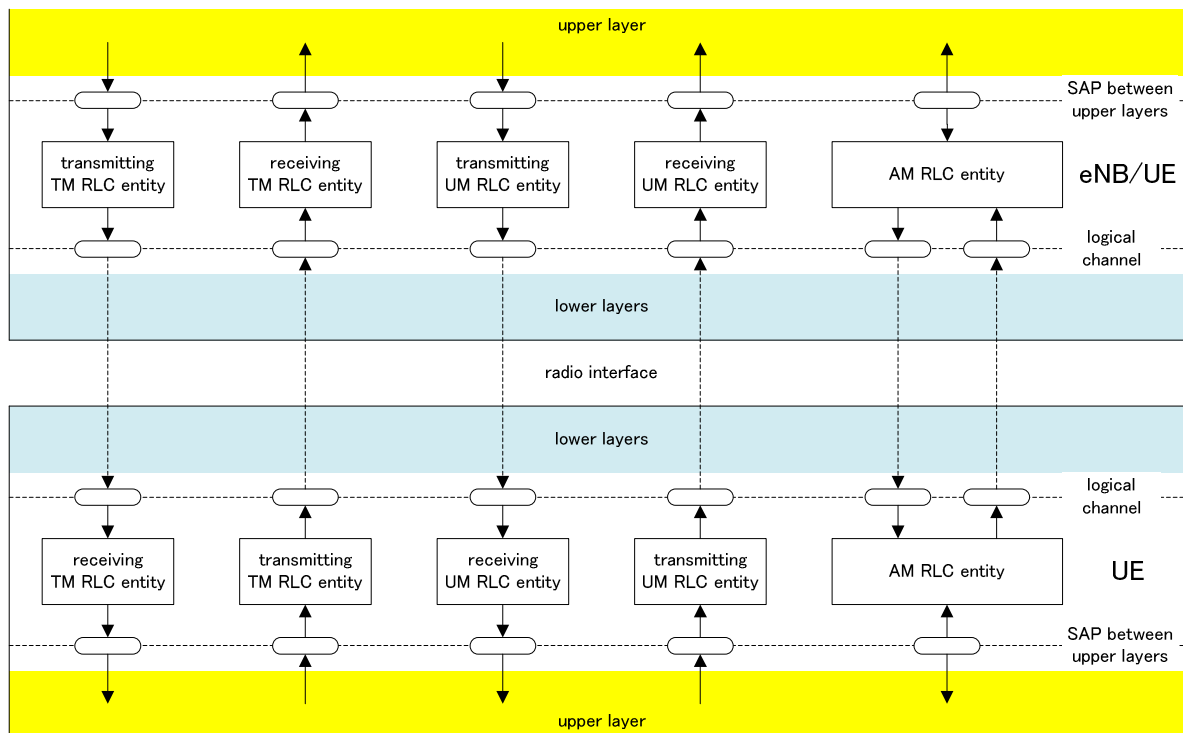 upper layer
SAP between
upper layers
transmitting
TM RLC entity
receiving
TM RLC entity
transmitting
UM RLC entity
receiving
UM RLC entity
AM RLC entity
eNB/UE
logical
channel
lower layers
radio interface
lower layers
logical
channel
receiving
TM RLC entity
transmitting
TM RLC entity
receiving
UM RLC entity
transmitting
UM RLC entity
AM RLC entity
UE
SAP between
upper layers
upper layer